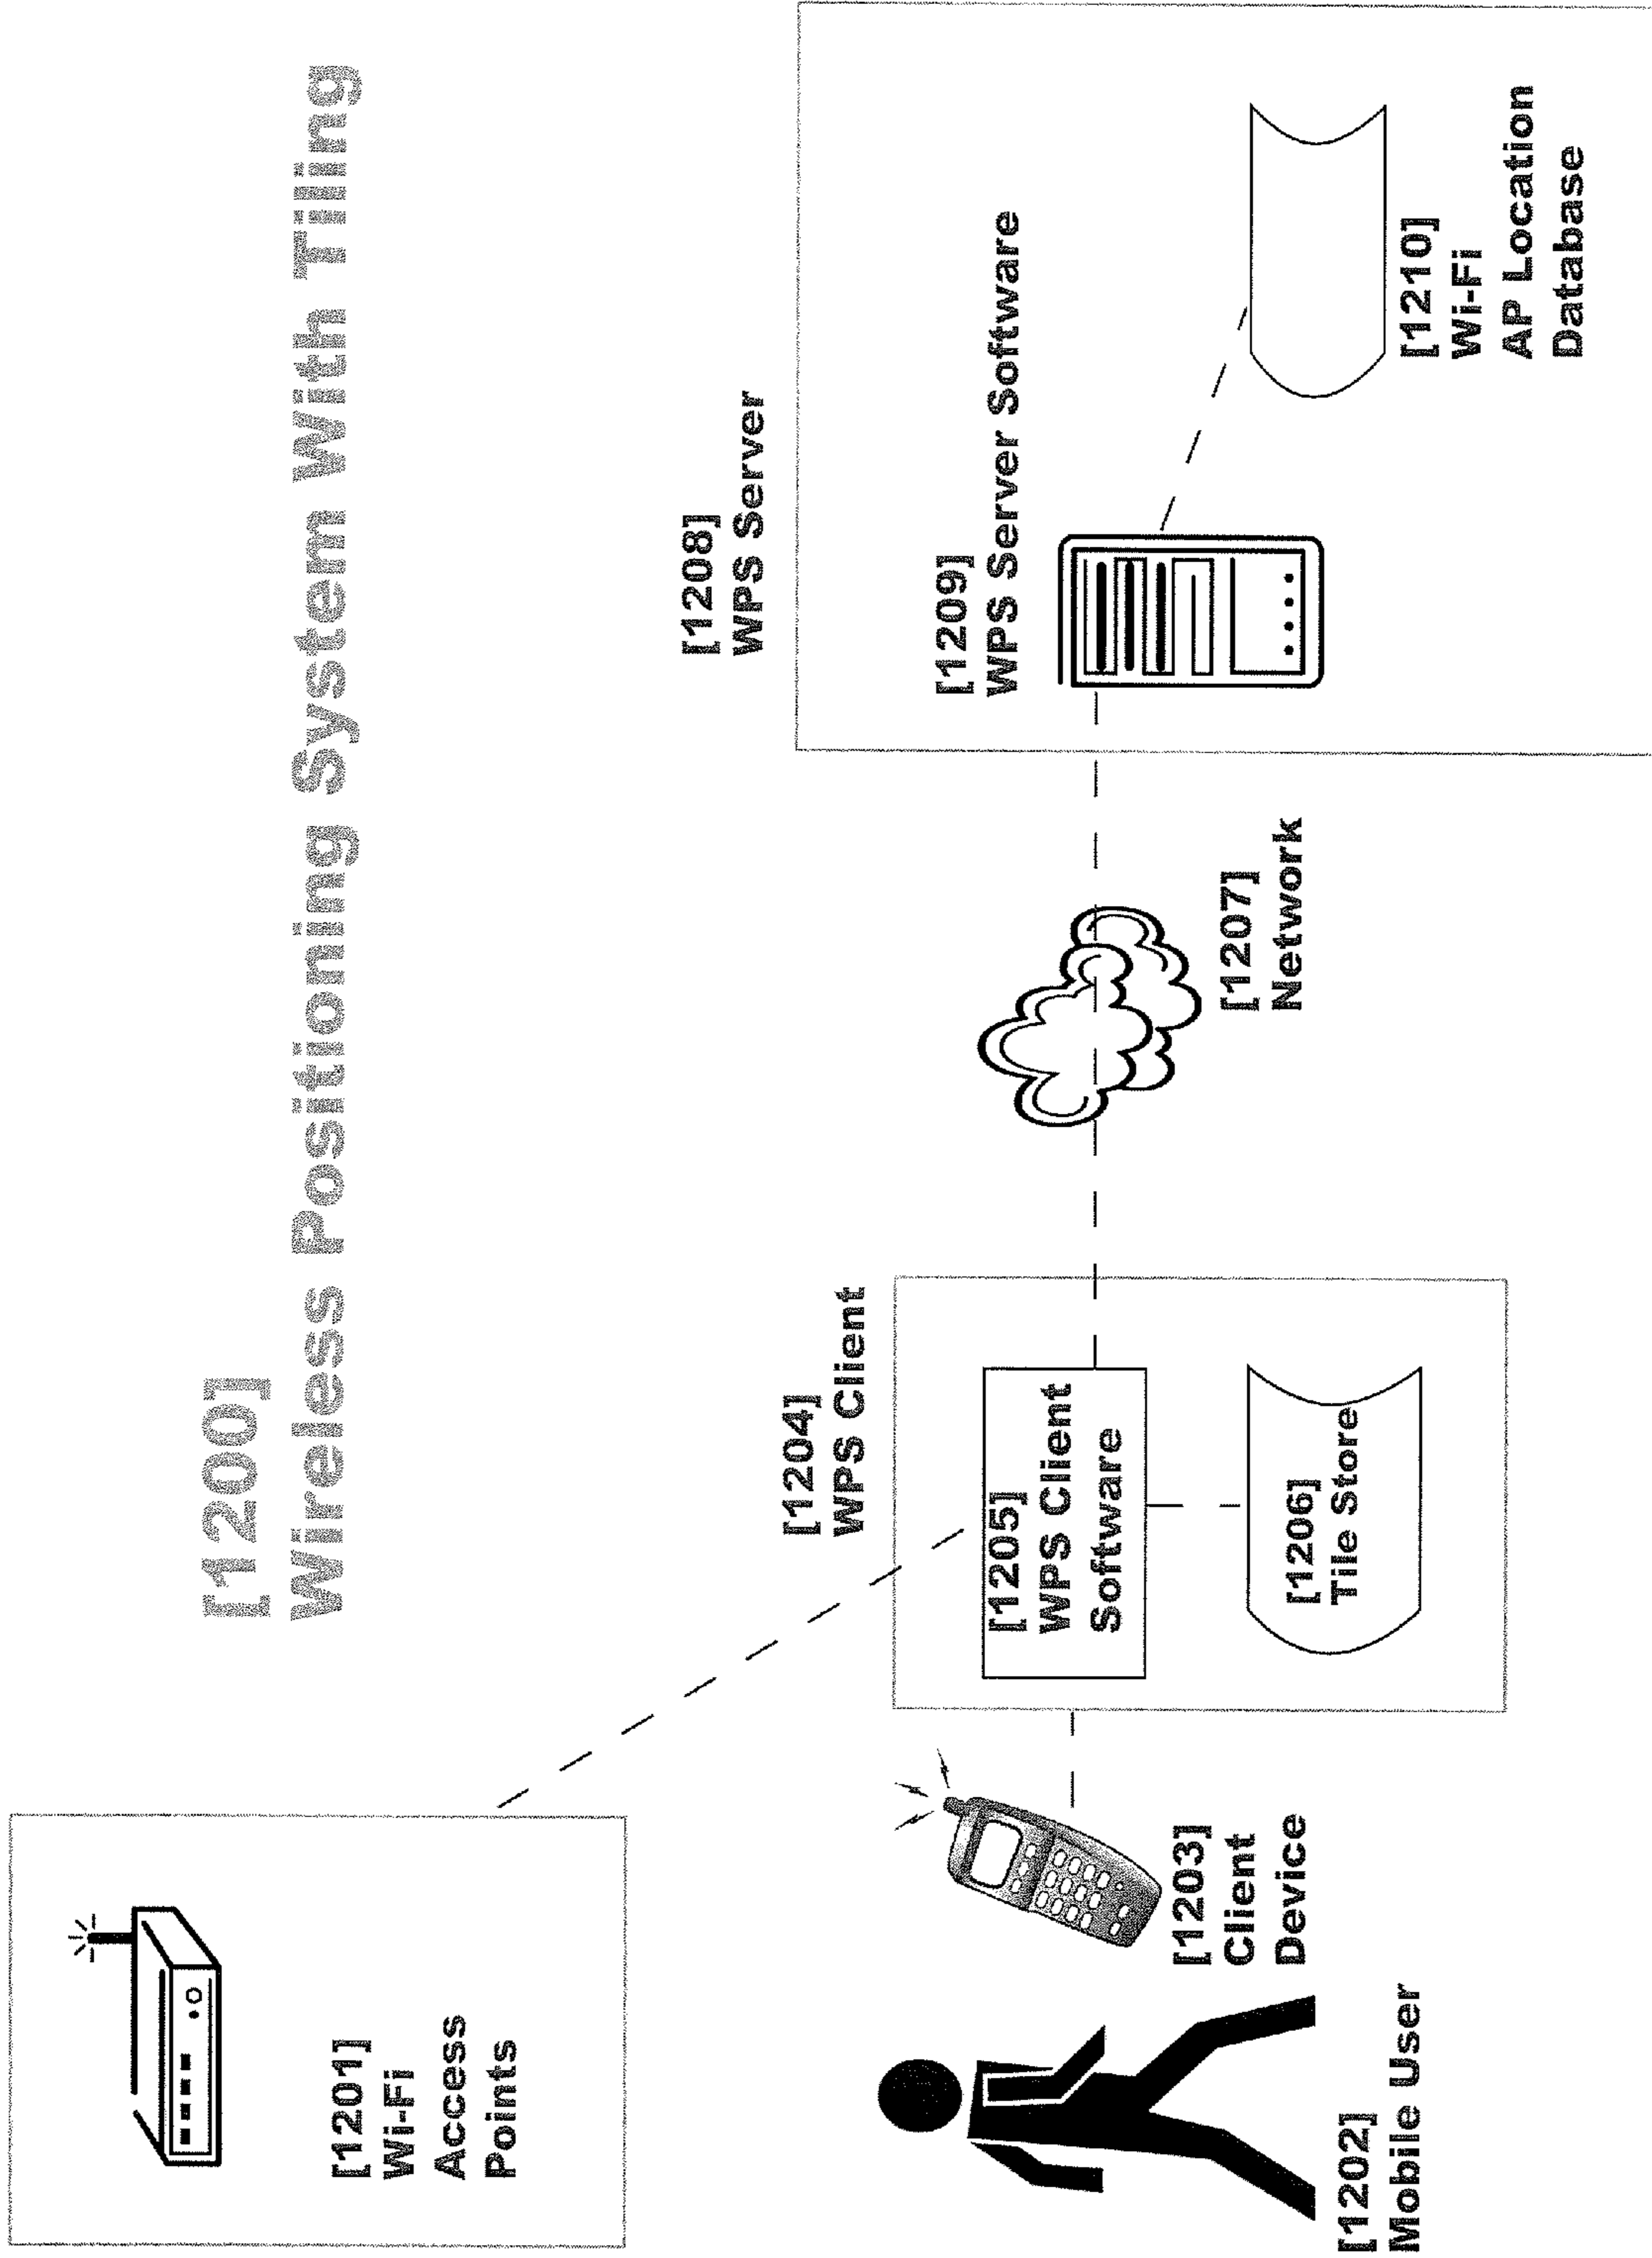 [1200]
Wireless Positioning System With Tiling
[1201]
Wi-Fi
Access
Points
[1208]
WPS Server
[1204]
WPS Client
[1209]
WPS Server Software
[1205]
WPS Client
Software
[1203]
Client
Device
[1207]
Network
[1206]
Tile Store
[1202]
Mobile User
[1210]
Wi-Fi
AP Location
Database